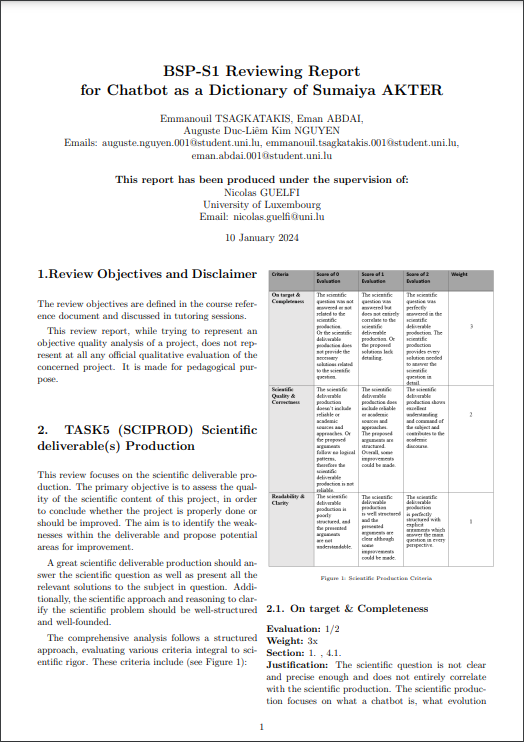 BSP-S1 Reviewing Report
for Chatbot as a Dictionary of Sumaiya AKTER
Emmanouil TSAGKATAKIS, Eman ABDAI,
Auguste Duc-Liêm Kim NGUYEN
Emails: auguste.nguyen.001@student.uni.lu, emmanouil.tsagkatakis.001@student.uni.lu,
eman.abdai.001@student.uni.lu
This report has been produced under the supervision of:
Nicolas GUELFI
University of Luxembourg
Email: nicolas.guelfi@uni.lu
10 January 2024
1.Review Objectives and Disclaimer
The review objectives are defined in the course refer-
ence document and discussed in tutoring sessions.
This review report, while trying to represent an
objective quality analysis of a project, does not rep-
resent at all any official qualitative evaluation of the
concerned project. It is made for pedagogical pur-
pose.
2. TASK5 (SCIPROD) Scientific
deliverable(s) Production
This review focuses on the scientific deliverable pro-
duction. The primary objective is to assess the qual-
ity of the scientific content of this project, in order
to conclude whether the project is properly done or
should be improved. The aim is to identify the weak-
nesses within the deliverable and propose potential
areas for improvement.
A great scientific deliverable production should an-
swer the scientific question as well as present all the
relevant solutions to the subject in question. Addi-
tionally, the scientific approach and reasoning to clar-
ify the scientific problem should be well-structured
and well-founded.
The comprehensive analysis follows a structured
approach, evaluating various criteria integral to sci-
entific rigor. These criteria include (see Figure 1):
Criteria
Score of 0
Evaluation
Score of 1
Evaluation
Score of 2
Evaluation
Weight
On target &
Completeness
The scientific
question was not
answered or not
related to the
scientific
production.
Or the scientific
deliverable
production does
not provide the
necessary
solutions related
to the scientific
question.
The scientific
question was
answered but
does not entirely
correlate to the
scientific
deliverable
production. Or
the proposed
solutions lack
detailing.
The scientific
question was
perfectly
answered in the
scientific
deliverable
production. The
scientific
production
provides every
solution needed
to answer the
scientific
question in
detail.
3
Scientific
Quality &
Correctness
The scientific
deliverable
production
doesn't include
reliable or
academic
sources and
approaches. Or
the proposed
arguments
follow no logical
patterns,
therefore the
scientific
deliverable
production is not
reliable.
The scientific
deliverable
production does
include reliable
or academic
sources and
approaches.
The proposed
arguments are
structured.
Overall, some
improvements
could be made.
The scientific
deliverable
production shows
excellent
understanding
and command of
the subject and
contributes to the
academic
discourse.
2
Readability &
Clarity
The scientific
deliverable
production is
poorly
structured, and
the presented
arguments
are not
understandable.
The scientific
deliverable
production
is well structured
and the
presented
arguments are
clear although
some
improvements
could be made.
The scientific
deliverable
production
is perfectly
structured with
explicit
arguments which
answer the main
question in every
perspective.
1
Figure 1: Scientific Production Criteria
2.1. On target & Completeness
Evaluation: 1/2
Weight: 3x
Section: 1. , 4.1.
Justification: The scientific question is not clear
and precise enough and does not entirely correlate
with the scientific production. The scientific produc-
tion focuses on what a chatbot is, what evolution
1